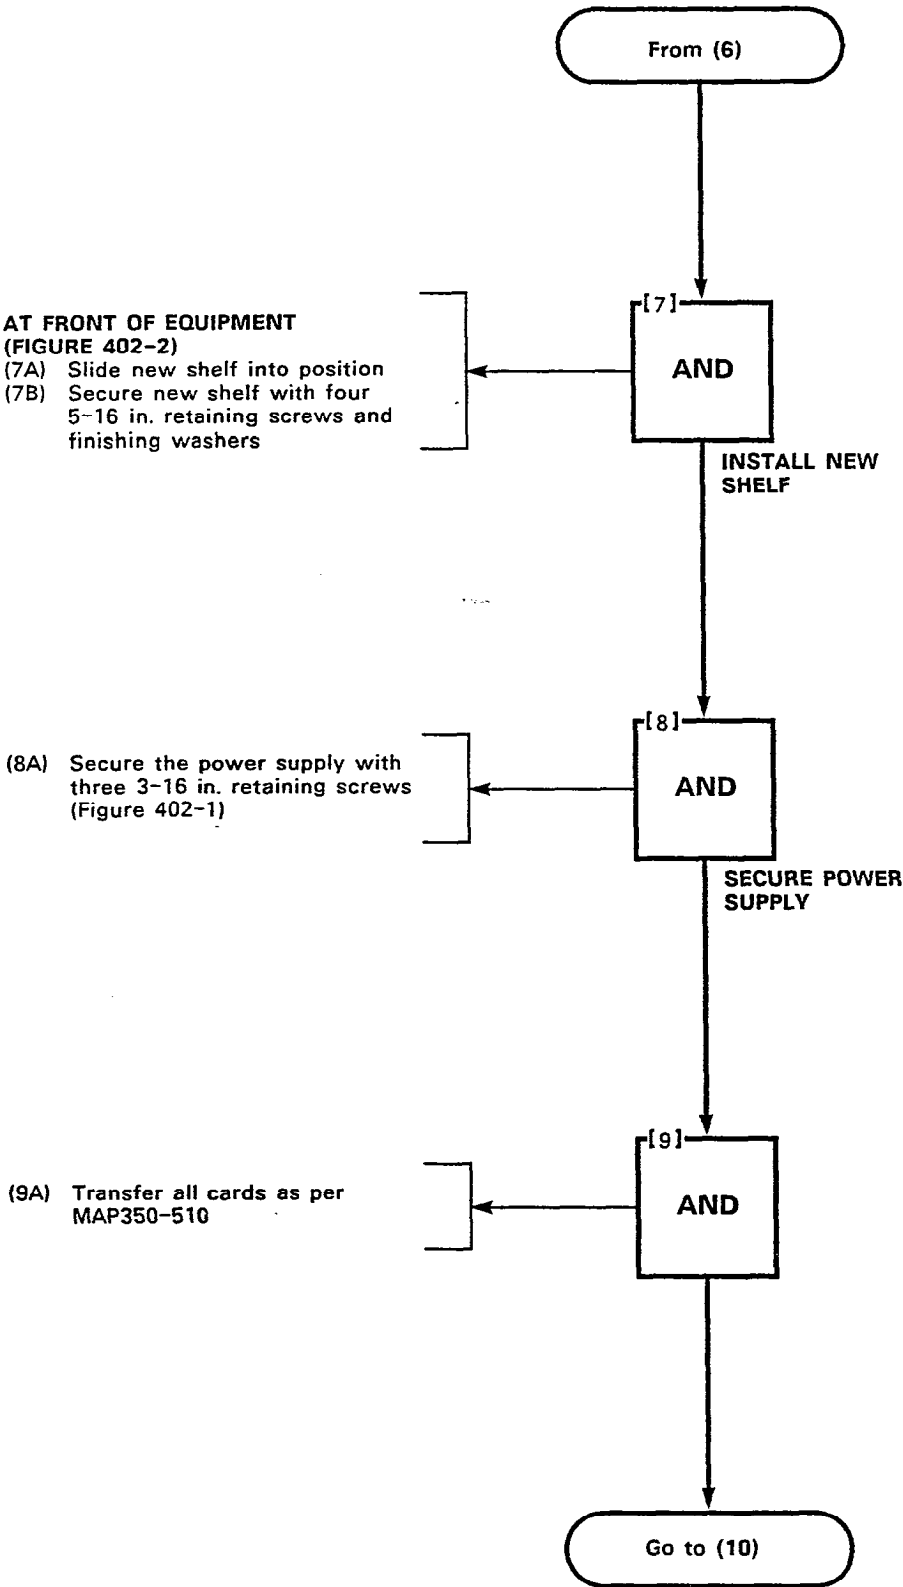 From (6)
[7]
AND
AT FRONT OF EQUIPMENT
(FIGURE 402-2)
(7A) Slide new shelf into position
(7B) Secure new shelf with four
5-16 in. retaining screws and
finishing washers
INSTALL NEW
SHELF
[8]
AND
(8A) Secure the power supply with
three 3-16 in. retaining screws
(Figure 402-1)
SECURE POWER
SUPPLY
[9]
AND
(9A) Transfer all cards as per
MAP350-510
Go to (10)